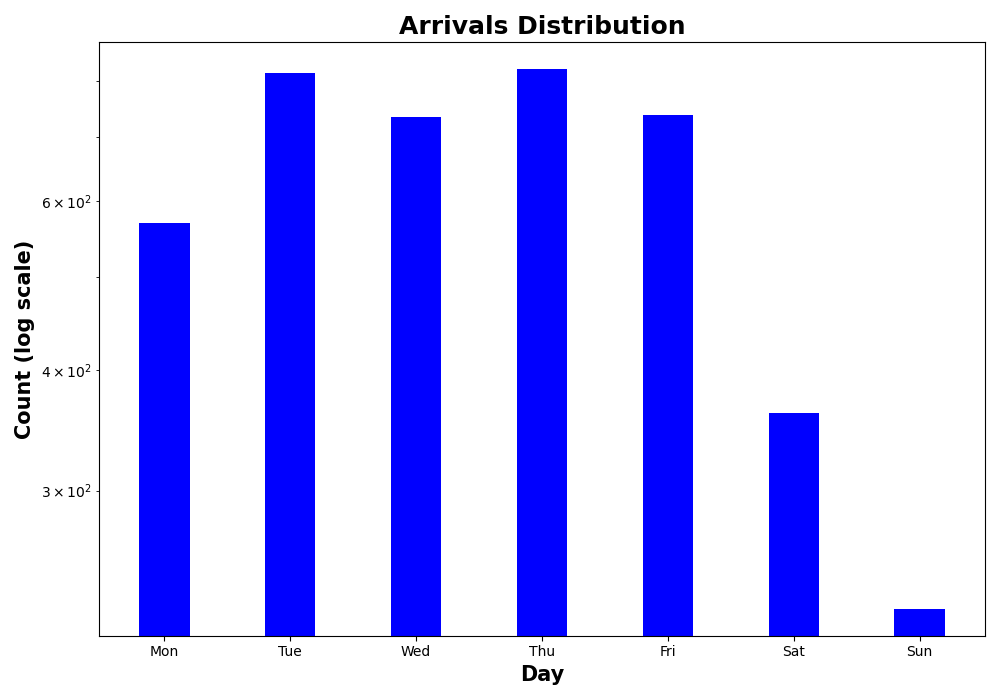 Arrivals Distribution
Count (log scale)
6 × 10²
4 × 10²
3 × 10²
Mon Tue Wed Thu Fri Sat Sun
Day